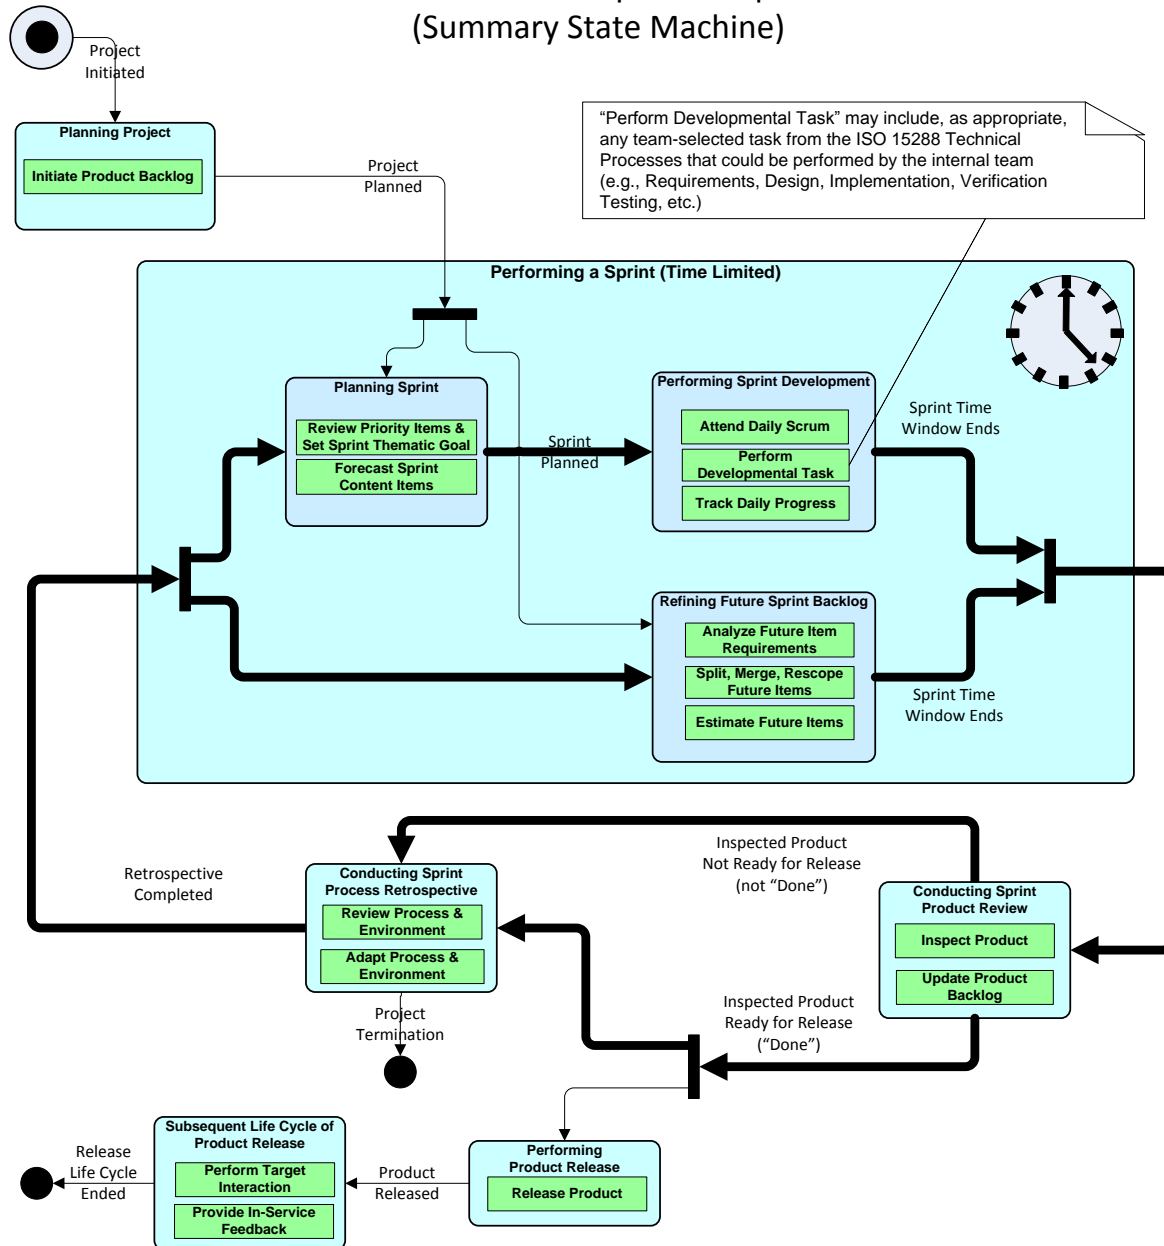 (Summary State Machine)
Project
Initiated
Planning Project
Initiate Product Backlog
Project
Planned
“Perform Developmental Task” may include, as appropriate,
any team-selected task from the ISO 15288 Technical
Processes that could be performed by the internal team
(e.g., Requirements, Design, Implementation, Verification
Testing, etc.)
Performing a Sprint (Time Limited)
Planning Sprint
Review Priority Items &
Set Sprint Thematic Goal
Forecast Sprint
Content Items
Sprint
Planned
Performing Sprint Development
Attend Daily Scrum
Perform
Developmental Task
Track Daily Progress
Sprint Time
Window Ends
Refining Future Sprint Backlog
Analyze Future Item
Requirements
Split, Merge, Rescope
Future Items
Estimate Future Items
Sprint Time
Window Ends
Retrospective
Completed
Conducting Sprint
Process Retrospective
Review Process &
Environment
Adapt Process &
Environment
Project
Termination
Inspected Product
Not Ready for Release
(not “Done”)
Conducting Sprint
Product Review
Inspect Product
Update Product
Backlog
Inspected Product
Ready for Release
(“Done”)
Release
Life Cycle
Ended
Subsequent Life Cycle of
Product Release
Perform Target
Interaction
Provide In-Service
Feedback
Product
Released
Performing
Product Release
Release Product